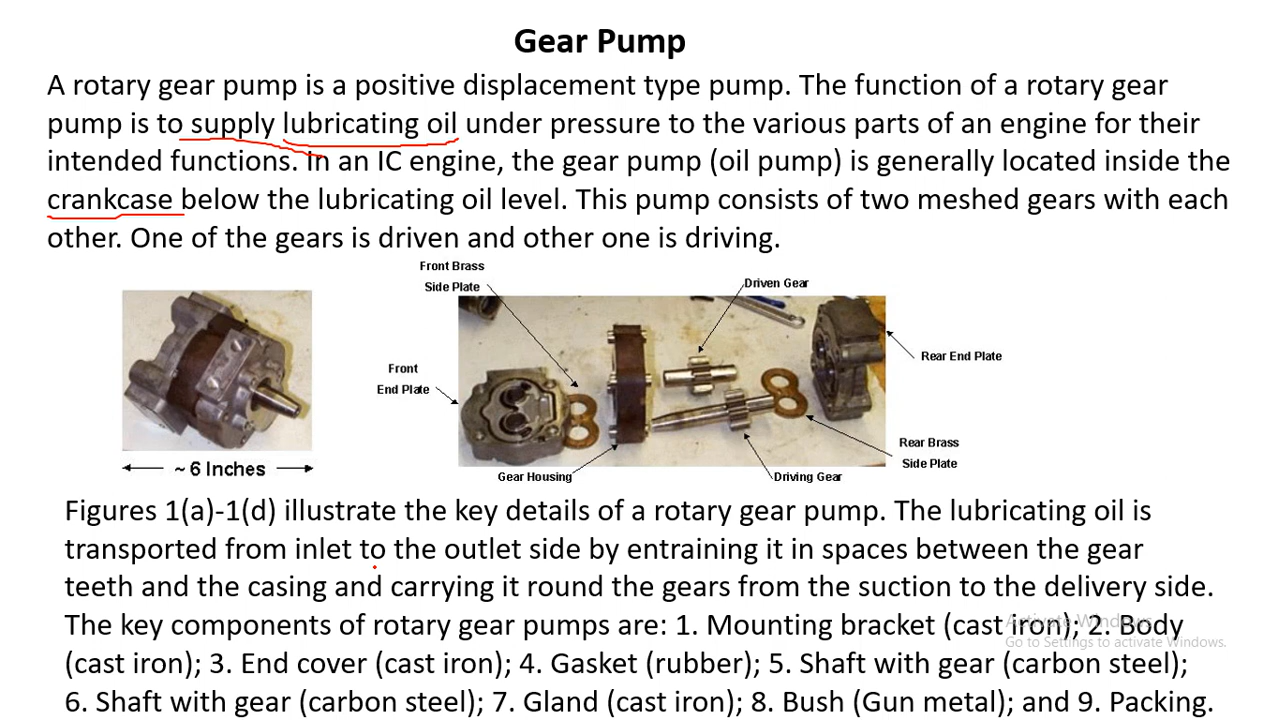 Gear Pump
A rotary gear pump is a positive displacement type pump. The function of a rotary gear
pump is to supply lubricating oil under pressure to the various parts of an engine for their
intended functions. In an IC engine, the gear pump (oil pump) is generally located inside the
crankcase below the lubricating oil level. This pump consists of two meshed gears with each
other. One of the gears is driven and other one is driving.
Front Brass
Side Plate
Driven Gear
Front
End Plate
Rear End Plate
Rear Brass
Side Plate
~ 6 Inches
Gear Housing
Driving Gear
Figures 1(a)-1(d) illustrate the key details of a rotary gear pump. The lubricating oil is
transported from inlet to the outlet side by entraining it in spaces between the gear
teeth and the casing and carrying it round the gears from the suction to the delivery side.
The key components of rotary gear pumps are: 1. Mounting bracket (cast iron); 2. Body
(cast iron); 3. End cover (cast iron); 4. Gasket (rubber); 5. Shaft with gear (carbon steel);
6. Shaft with gear (carbon steel); 7. Gland (cast iron); 8. Bush (Gun metal); and 9. Packing.
Activate Windows
Go to Settings to activate Windows.